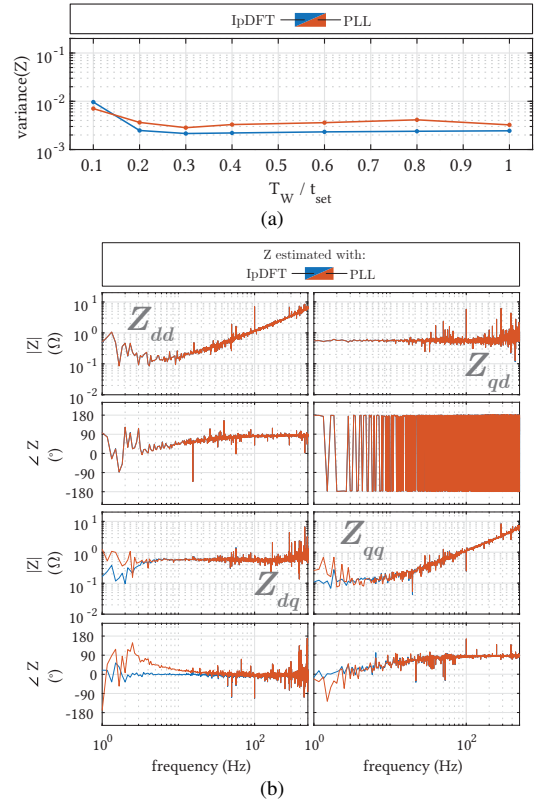 IpDFT PLL
variance(Z)
10^-1
10^-2
10^-3
0.1 0.2 0.3 0.4 0.5 0.6 0.7 0.8 0.9 1
T_W / t_set
(a)
Z estimated with:
IpDFT PLL
|Z|
(Ω)
10^1
10^0
10^-1
10^-2
Z_dd
Z_qd
∠ Z
(°)
180
90
0
-90
-180
|Z|
(Ω)
10^1
10^0
10^-1
10^-2
Z_dq
Z_qq
∠ Z
(°)
180
90
0
-90
-180
10^0 10^2 10^0 10^2
frequency (Hz) frequency (Hz)
(b)